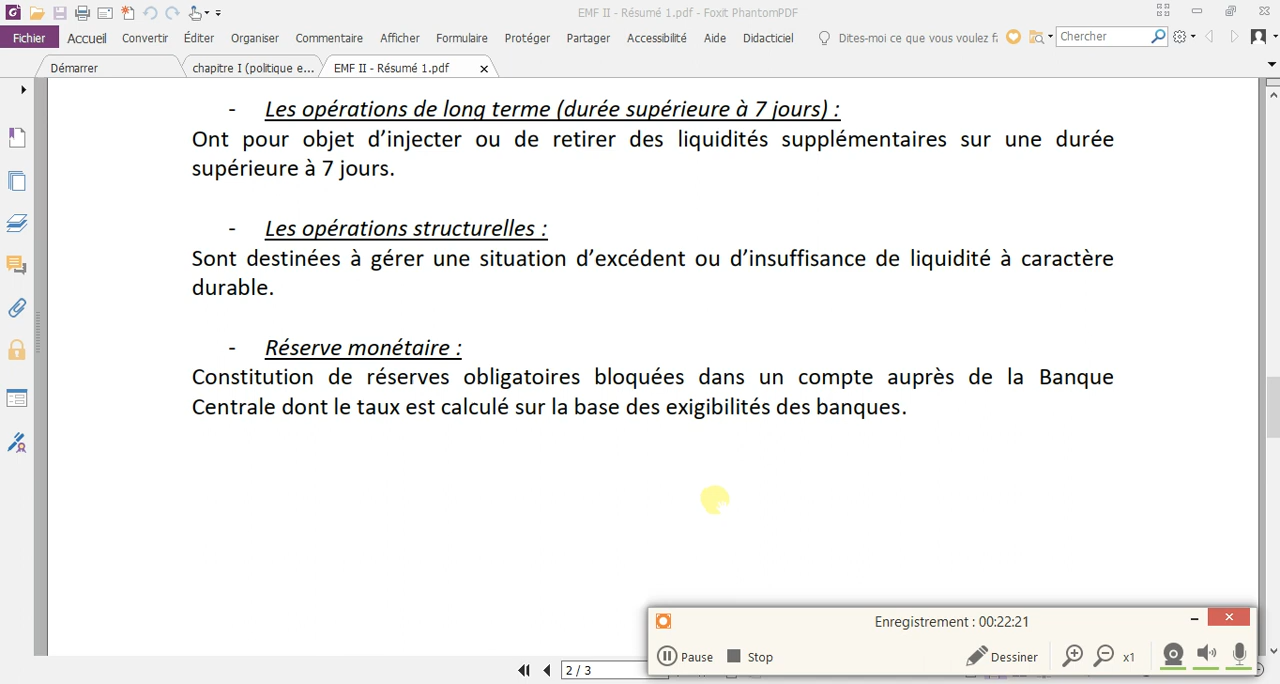 EMF II - Résumé 1.pdf - Foxit PhantomPDF
Fichier Accueil Convertir Éditer Organiser Commentaire Afficher Formulaire Protéger Partager Accessibilité Aide Didacticiel Dites-moi ce que vous voulez fa Chercher
Démarrer chapitre I (politique e... EMF II - Résumé 1.pdf
- Les opérations de long terme (durée supérieure à 7 jours) :
Ont pour objet d’injecter ou de retirer des liquidités supplémentaires sur une durée
supérieure à 7 jours.
- Les opérations structurelles :
Sont destinées à gérer une situation d’excédent ou d’insuffisance de liquidité à caractère
durable.
- Réserve monétaire :
Constitution de réserves obligatoires bloquées dans un compte auprès de la Banque
Centrale dont le taux est calculé sur la base des exigibilités des banques.
Enregistrement : 00:22:21
Pause Stop Dessiner x1
2 / 3